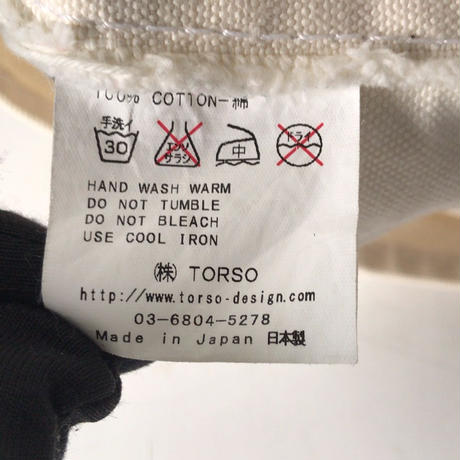 100% COTTON-綿
手洗イ エンソ 中 ドライ
30 サラシ
HAND WASH WARM
DO NOT TUMBLE
DO NOT BLEACH
USE COOL IRON
㈱ TORSO
http://www.torso-design.com/
03-6804-5278
Made in Japan 日本製